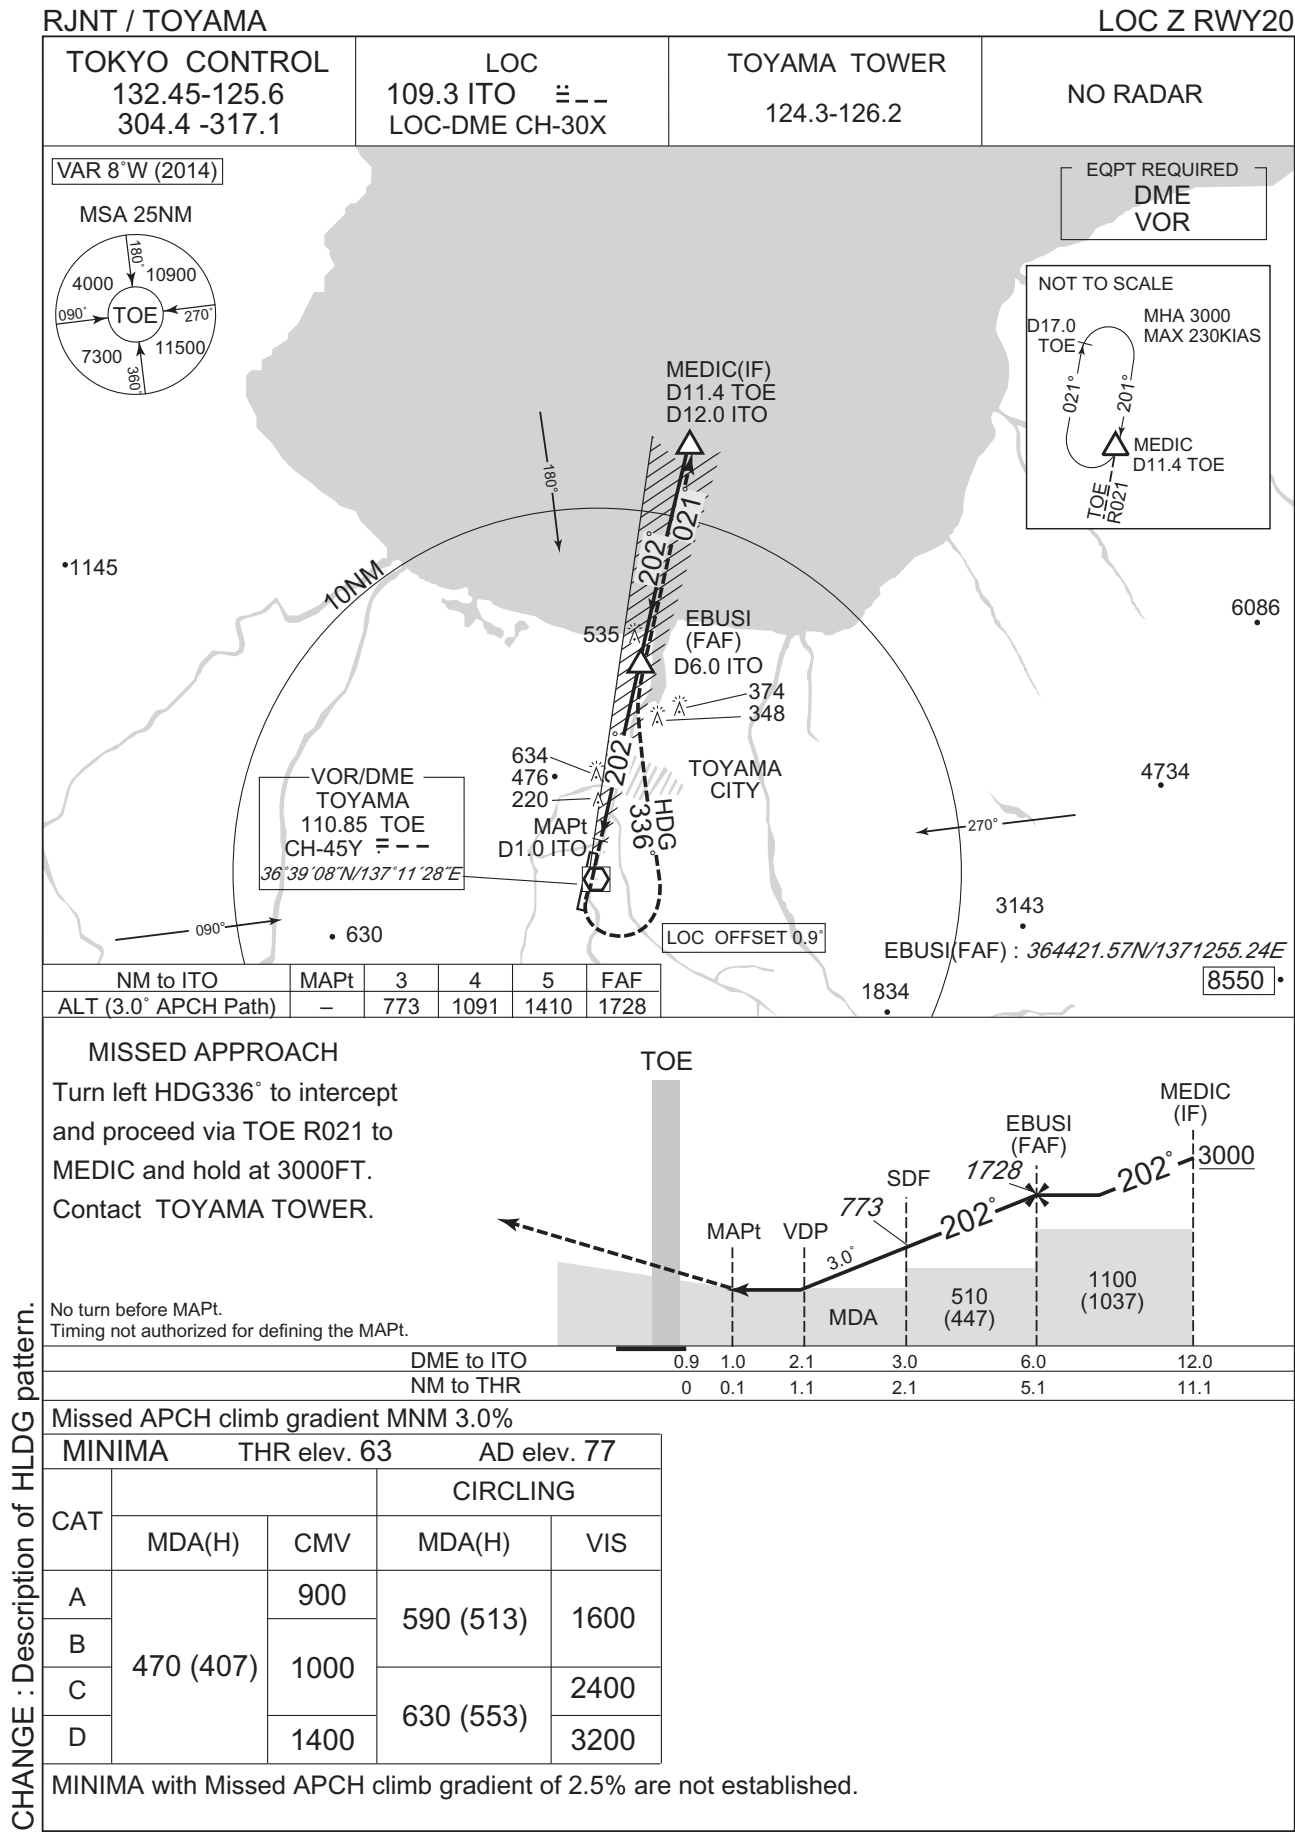 RJNT / TOYAMA
LOC Z RWY20
TOKYO CONTROL
132.45-125.6
304.4 -317.1
LOC
109.3 ITO
LOC-DME CH-30X
TOYAMA TOWER
124.3-126.2
NO RADAR
VAR 8˚W (2014)
MSA 25NM
180˚
4000
10900
090˚
TOE
270˚
7300
11500
360˚
EQPT REQUIRED
DME
VOR
NOT TO SCALE
D17.0
TOE
MHA 3000
MAX 230KIAS
021°
201°
MEDIC
D11.4 TOE
TOE
R021
MEDIC(IF)
D11.4 TOE
D12.0 ITO
180°
021°
202°
1145
10NM
6086
535
EBUSI
(FAF)
D6.0 ITO
374
348
202°
634
476
220
TOYAMA
CITY
4734
VOR/DME
TOYAMA
110.85 TOE
CH-45Y
36˚39´08˝N/137˚11´28˝E
MAPt
D1.0 ITO
HDG
336°
270°
090°
630
LOC OFFSET 0.9˚
3143
EBUSI(FAF) : 364421.57N/1371255.24E
8550
1834
NM to ITO MAPt 3 4 5 FAF
ALT (3.0˚ APCH Path) – 773 1091 1410 1728
MISSED APPROACH
Turn left HDG336˚ to intercept
and proceed via TOE R021 to
MEDIC and hold at 3000FT.
Contact TOYAMA TOWER.
TOE
MEDIC
(IF)
EBUSI
(FAF)
3000
202°
1728
SDF
773
202°
MAPt
VDP
3.0°
MDA
510
(447)
1100
(1037)
No turn before MAPt.
Timing not authorized for defining the MAPt.
DME to ITO 0.9 1.0 2.1 3.0 6.0 12.0
NM to THR 0 0.1 1.1 2.1 5.1 11.1
Missed APCH climb gradient MNM 3.0%
MINIMA THR elev. 63 AD elev. 77
CIRCLING
CAT
MDA(H) CMV MDA(H) VIS
A
B
C
D
470 (407)
900
1000
1400
590 (513)
630 (553)
1600
2400
3200
MINIMA with Missed APCH climb gradient of 2.5% are not established.
CHANGE : Description of HLDG pattern.